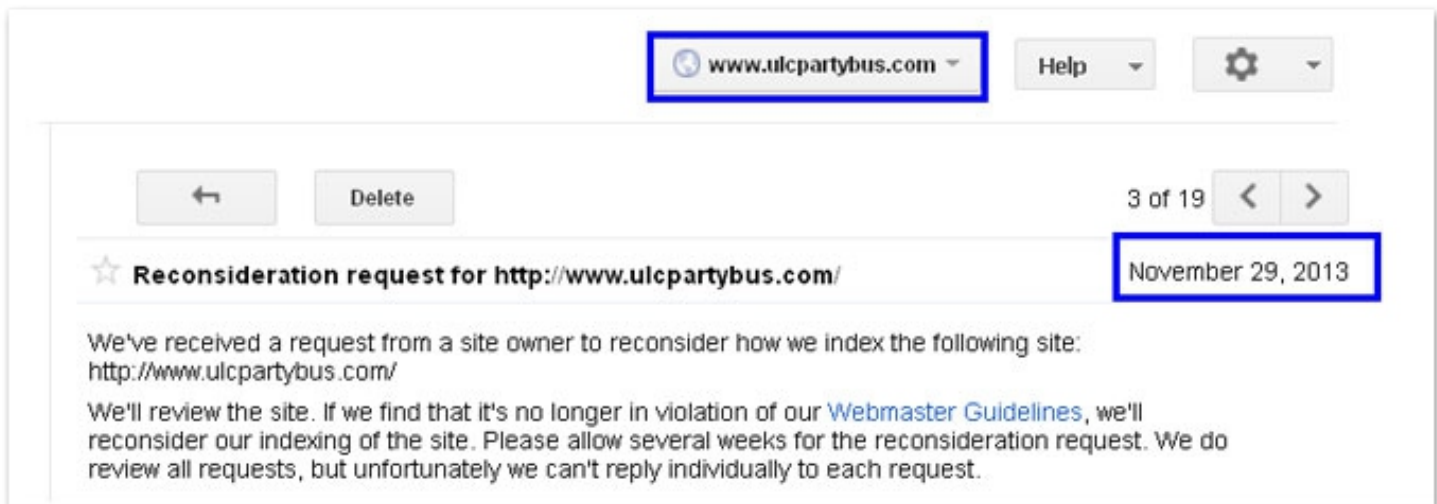 www.ulcpartybus.com
Help
Delete
3 of 19
Reconsideration request for http://www.ulcpartybus.com/
November 29, 2013
We've received a request from a site owner to reconsider how we index the following site:
http://www.ulcpartybus.com/
We'll review the site. If we find that it's no longer in violation of our Webmaster Guidelines, we'll
reconsider our indexing of the site. Please allow several weeks for the reconsideration request. We do
review all requests, but unfortunately we can't reply individually to each request.